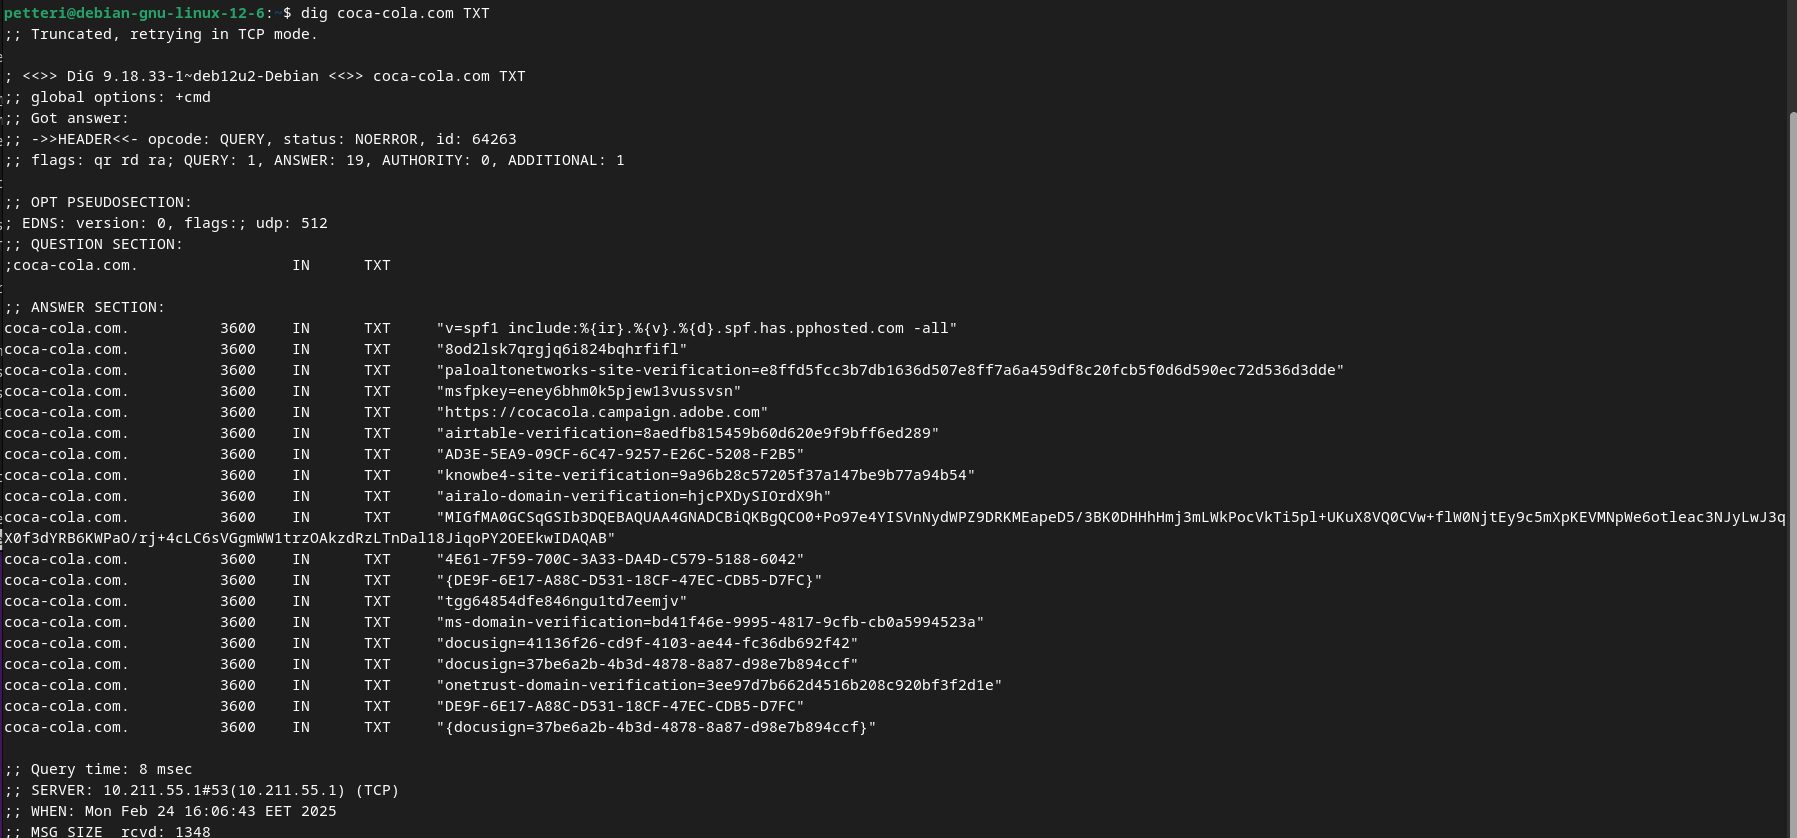 petteri@debian-gnu-linux-12-6:~$ dig coca-cola.com TXT
;; Truncated, retrying in TCP mode.
; <<>> DiG 9.18.33-1~deb12u2-Debian <<>> coca-cola.com TXT
;; global options: +cmd
;; Got answer:
;; ->>HEADER<<- opcode: QUERY, status: NOERROR, id: 64263
;; flags: qr rd ra; QUERY: 1, ANSWER: 19, AUTHORITY: 0, ADDITIONAL: 1
;; OPT PSEUDOSECTION:
; EDNS: version: 0, flags:; udp: 512
;; QUESTION SECTION:
;coca-cola.com. IN TXT
;; ANSWER SECTION:
coca-cola.com. 3600 IN TXT "v=spf1 include:%{ir}.%{v}.%{d}.spf.has.pphosted.com -all"
coca-cola.com. 3600 IN TXT "8od2lsk7qrgjq6i824bqhrfifl"
coca-cola.com. 3600 IN TXT "paloaltonetworks-site-verification=e8ffd5fcc3b7db1636d507e8ff7a6a459df8c20fcb5f0d6d590ec72d536d3dde"
coca-cola.com. 3600 IN TXT "msfpkey=eney6bhm0k5pjew13vussvsn"
coca-cola.com. 3600 IN TXT "https://cocacola.campaign.adobe.com"
coca-cola.com. 3600 IN TXT "airtable-verification=8aedfb815459b60d620e9f9bff6ed289"
coca-cola.com. 3600 IN TXT "AD3E-5EA9-09CF-6C47-9257-E26C-5208-F2B5"
coca-cola.com. 3600 IN TXT "knowbe4-site-verification=9a96b28c57205f37a147be9b77a94b54"
coca-cola.com. 3600 IN TXT "airalo-domain-verification=hjcPXDySIOrdX9h"
coca-cola.com. 3600 IN TXT "MIGfMA0GCSqGSIb3DQEBAQUAA4GNADCBiQKBgQCO0+Po97e4YISVnNydWPZ9DRKMEapeD5/3BK0DHHhHmj3mLWkPocVkTi5pl+UKuX8VQ0CVw+flW0NjtEy9c5mXpKEVMNpWe6otleac3NJyLwJ3q
X0f3dYRB6KWPaO/rj+4cLC6sVGgmWW1trzOAkzdRzLTnDal18JiqoPY2OEEkwIDAQAB"
coca-cola.com. 3600 IN TXT "4E61-7F59-700C-3A33-DA4D-C579-5188-6042"
coca-cola.com. 3600 IN TXT "{DE9F-6E17-A88C-D531-18CF-47EC-CDB5-D7FC}"
coca-cola.com. 3600 IN TXT "tgg64854dfe846ngu1td7eemjv"
coca-cola.com. 3600 IN TXT "ms-domain-verification=bd41f46e-9995-4817-9cfb-cb0a5994523a"
coca-cola.com. 3600 IN TXT "docusign=41136f26-cd9f-4103-ae44-fc36db692f42"
coca-cola.com. 3600 IN TXT "docusign=37be6a2b-4b3d-4878-8a87-d98e7b894ccf"
coca-cola.com. 3600 IN TXT "onetrust-domain-verification=3ee97d7b662d4516b208c920bf3f2d1e"
coca-cola.com. 3600 IN TXT "DE9F-6E17-A88C-D531-18CF-47EC-CDB5-D7FC"
coca-cola.com. 3600 IN TXT "{docusign=37be6a2b-4b3d-4878-8a87-d98e7b894ccf}"
;; Query time: 8 msec
;; SERVER: 10.211.55.1#53(10.211.55.1) (TCP)
;; WHEN: Mon Feb 24 16:06:43 EET 2025
;; MSG SIZE rcvd: 1348